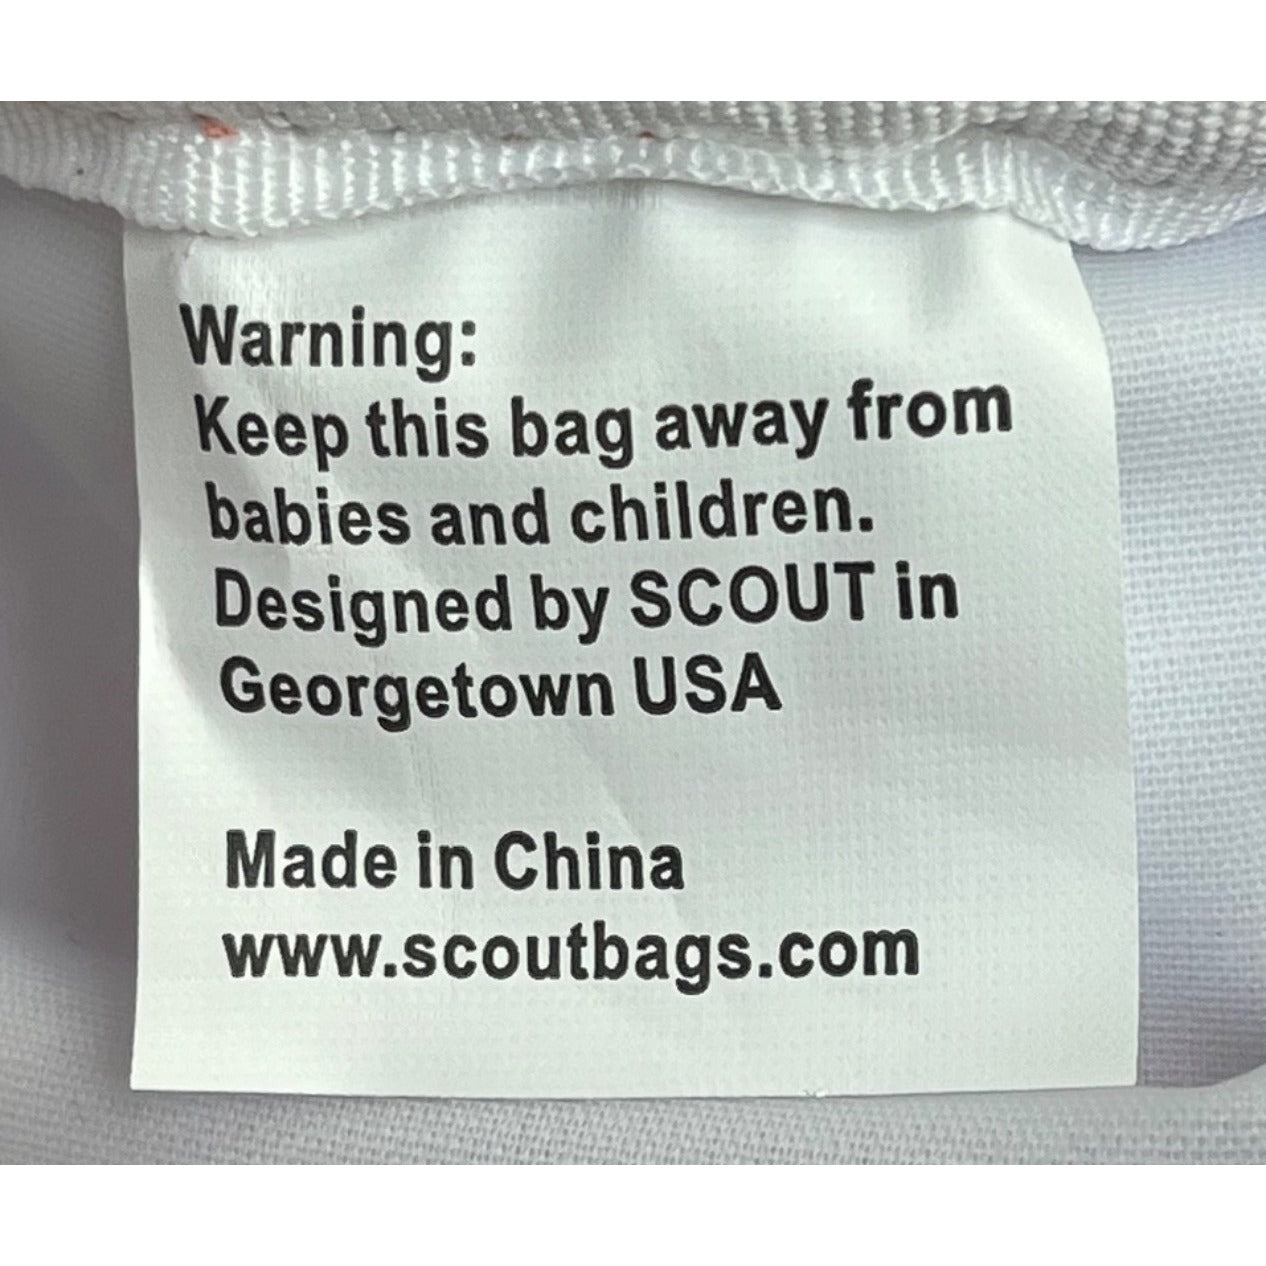 Warning:
Keep this bag away from
babies and children.
Designed by SCOUT in
Georgetown USA
Made in China
www.scoutbags.com